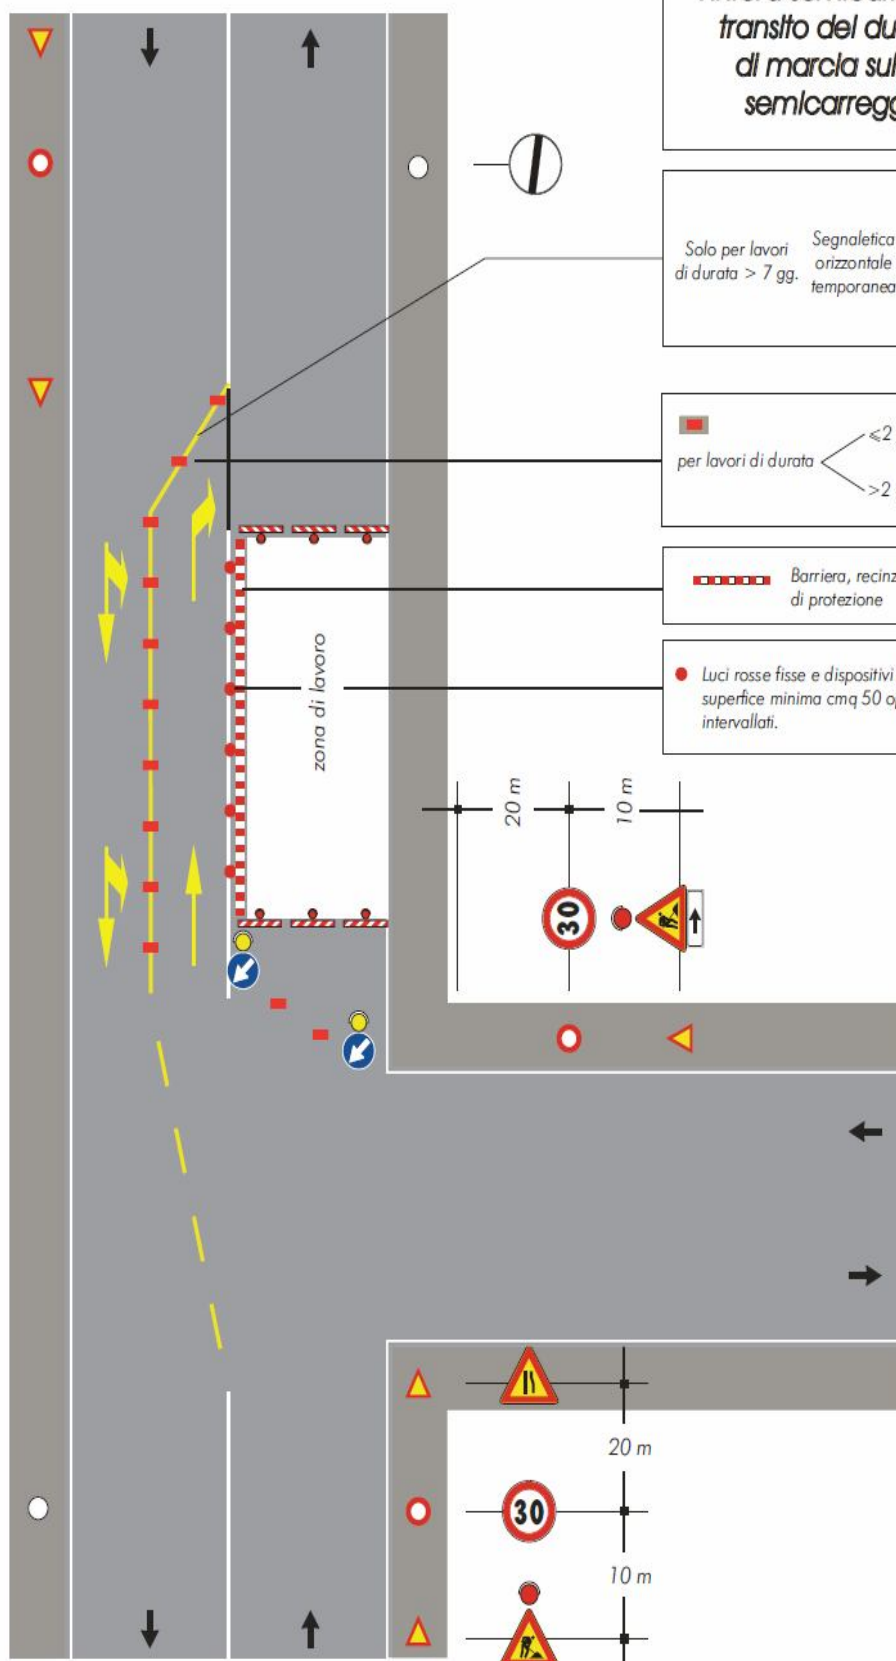 transito del du
di marcia sul
semicarregg
Solo per lavori
di durata > 7 gg.
Segnaletica
orizzontale
temporanea
per lavori di durata
⩽2
>2
Barriera, recinz
di protezione
zona di lavoro
Luci rosse fisse e dispositivi
superfice minima cmq 50 op
intervallati.
20 m
10 m
30
20 m
30
10 m